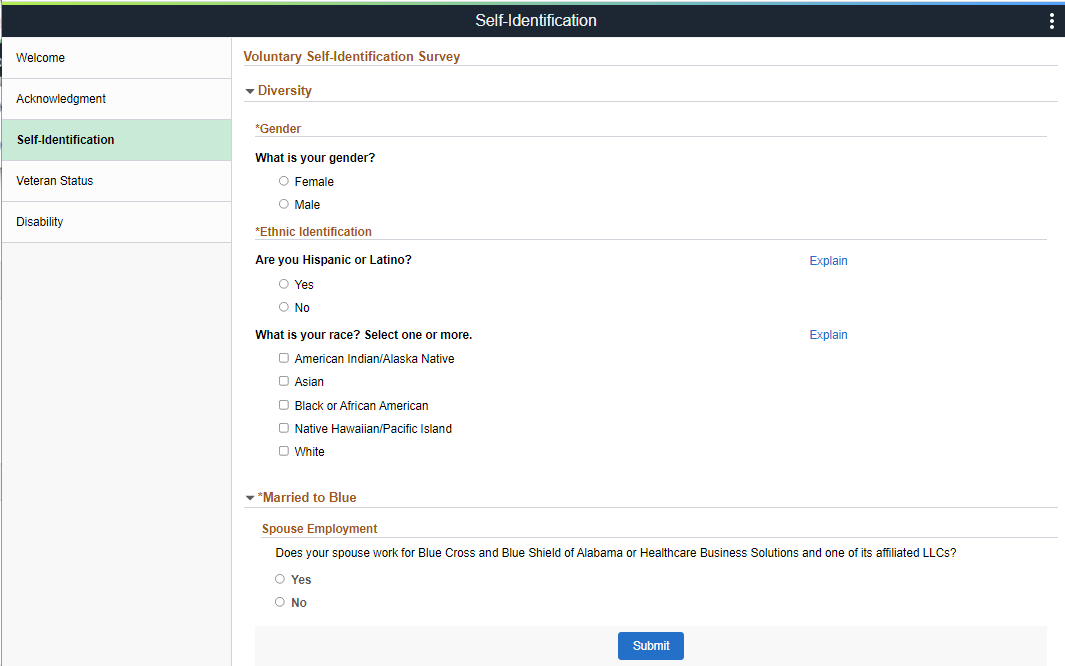 Self-Identification
Welcome
Acknowledgment
Self-Identification
Veteran Status
Disability
Voluntary Self-Identification Survey
Diversity
*Gender
What is your gender?
Female
Male
*Ethnic Identification
Are you Hispanic or Latino? Explain
Yes
No
What is your race? Select one or more. Explain
American Indian/Alaska Native
Asian
Black or African American
Native Hawaiian/Pacific Island
White
*Married to Blue
Spouse Employment
Does your spouse work for Blue Cross and Blue Shield of Alabama or Healthcare Business Solutions and one of its affiliated LLCs?
Yes
No
Submit